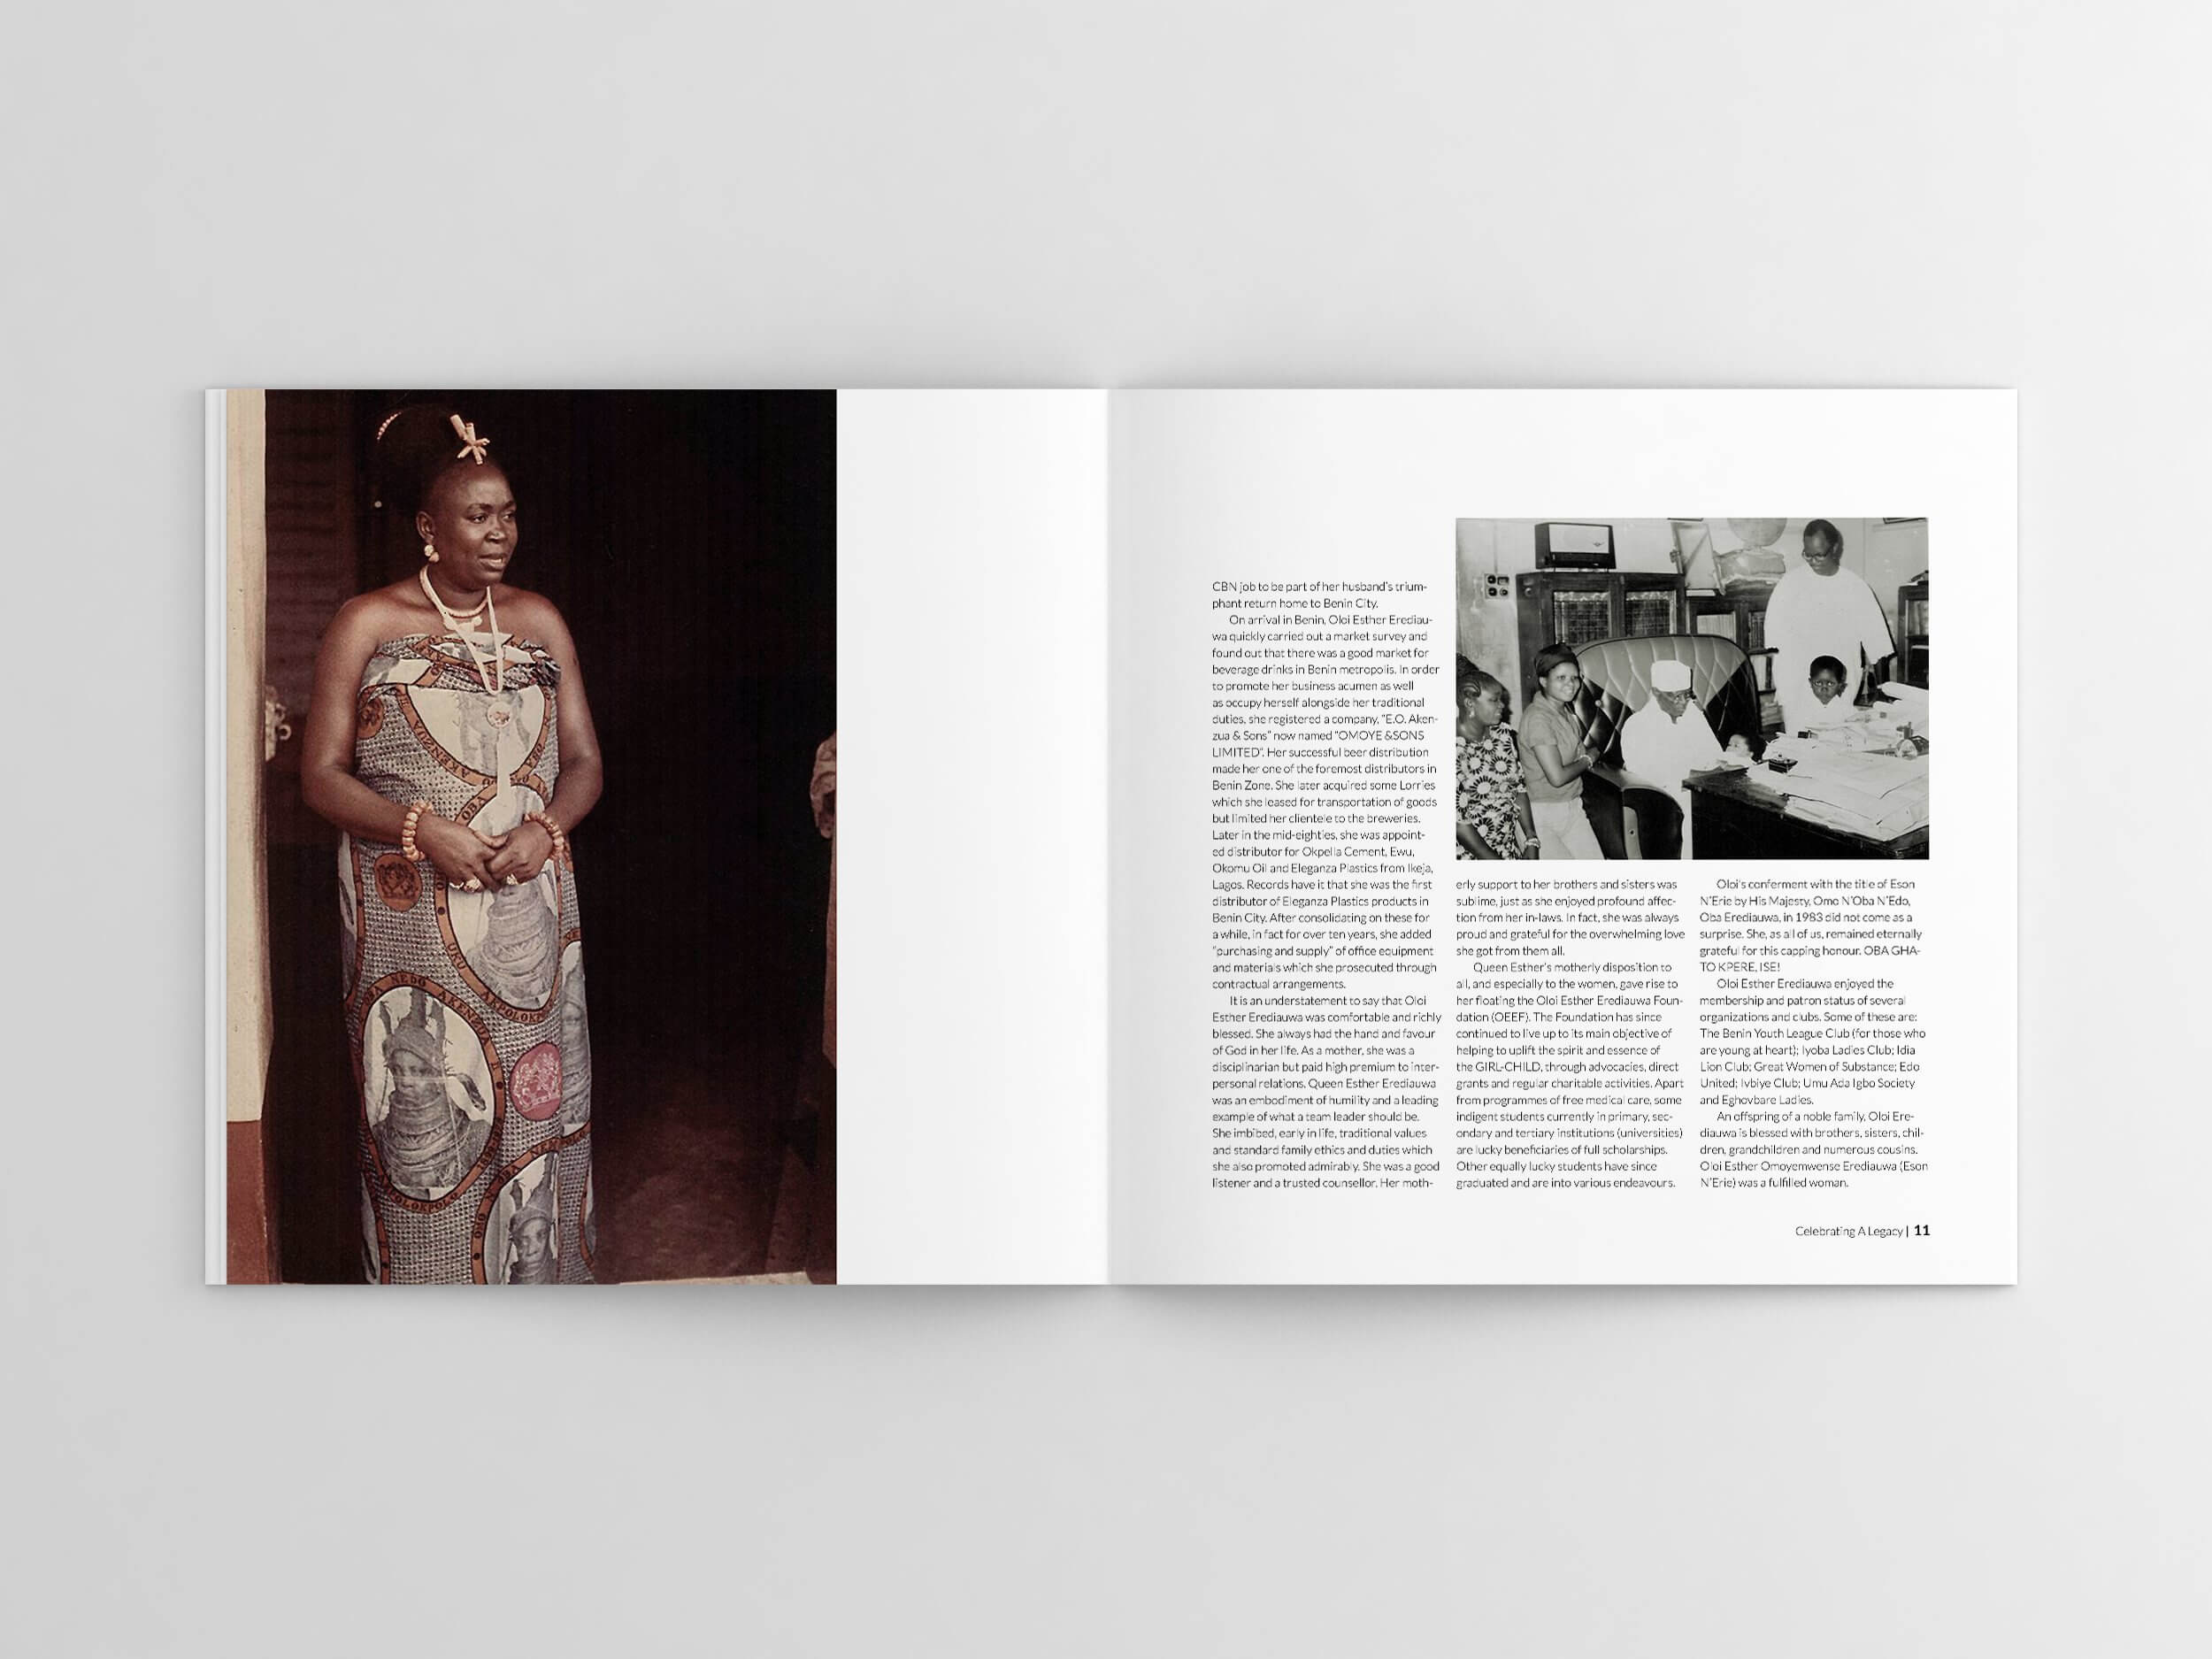 CBN job to be part of her husband's trium-
phant return home to Benin City.
On arrival in Benin, Oloi Esther Erediau-
wa quickly carried out a market survey and
found out that there was a good market for
beverage drinks in Benin metropolis. In order
to promote her business acumen as well
as occupy herself alongside her traditional
duties, she registered a company, "E.O. Aken-
zua & Sons" now named "OMOYE &SONS
LIMITED". Her successful beer distribution
made her one of the foremost distributors in
Benin Zone. She later acquired some Lorries
which she leased for transportation of goods
but limited her clientele to the breweries.
Later in the mid-eighties, she was appoint-
ed distributor for Okpella Cement, Ewu,
Okomu Oil and Eleganza Plastics from Ikeja,
Lagos. Records have it that she was the first
distributor of Eleganza Plastics products in
Benin City. After consolidating on these for
a while, in fact for over ten years, she added
"purchasing and supply" of office equipment
and materials which she prosecuted through
contractual arrangements.
It is an understatement to say that Oloi
Esther Erediauwa was comfortable and richly
blessed. She always had the hand and favour
of God in her life. As a mother, she was a
disciplinarian but paid high premium to inter-
personal relations. Queen Esther Erediauwa
was an embodiment of humility and a leading
example of what a team leader should be.
She imbibed, early in life, traditional values
and standard family ethics and duties which
she also promoted admirably. She was a good
listener and a trusted counsellor. Her moth-
erly support to her brothers and sisters was
sublime, just as she enjoyed profound affec-
tion from her in-laws. In fact, she was always
proud and grateful for the overwhelming love
she got from them all.
Queen Esther's motherly disposition to
all, and especially to the women, gave rise to
her floating the Oloi Esther Erediauwa Foun-
dation (OEEF). The Foundation has since
continued to live up to its main objective of
helping to uplift the spirit and essence of
the GIRL-CHILD, through advocacies, direct
grants and regular charitable activities. Apart
from programmes of free medical care, some
indigent students currently in primary, sec-
ondary and tertiary institutions (universities)
are lucky beneficiaries of full scholarships.
Other equally lucky students have since
graduated and are into various endeavours.
Oloi's conferment with the title of Eson
N'Erie by His Majesty, Omo N'Oba N'Edo,
Oba Erediauwa, in 1983 did not come as a
surprise. She, as all of us, remained eternally
grateful for this capping honour. OBA GHA-
TO KPERE, ISE!
Oloi Esther Erediauwa enjoyed the
membership and patron status of several
organizations and clubs. Some of these are:
The Benin Youth League Club (for those who
are young at heart); Iyoba Ladies Club; Idia
Lion Club; Great Women of Substance; Edo
United; Ivbiye Club; Umu Ada Igbo Society
and Eghovbare Ladies.
An offspring of a noble family, Oloi Ere-
diauwa is blessed with brothers, sisters, chil-
dren, grandchildren and numerous cousins.
Oloi Esther Omoyemwense Erediauwa (Eson
N'Erie) was a fulfilled woman.
Celebrating A Legacy | 11